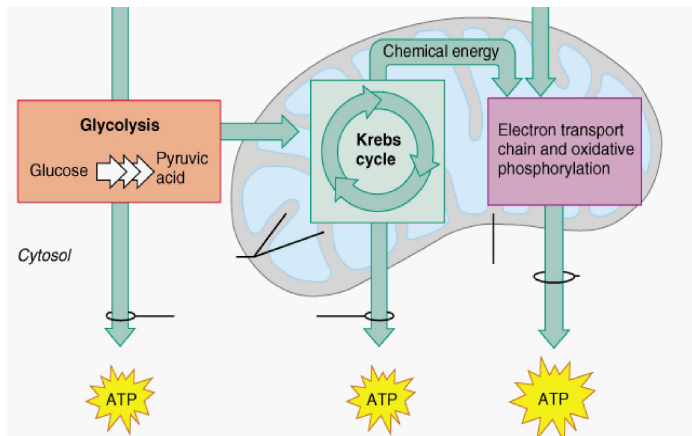 Chemical energy
Glycolysis
Glucose
Pyruvic
acid
Krebs
cycle
Electron transport
chain and oxidative
phosphorylation
Cytosol
ATP
ATP
ATP